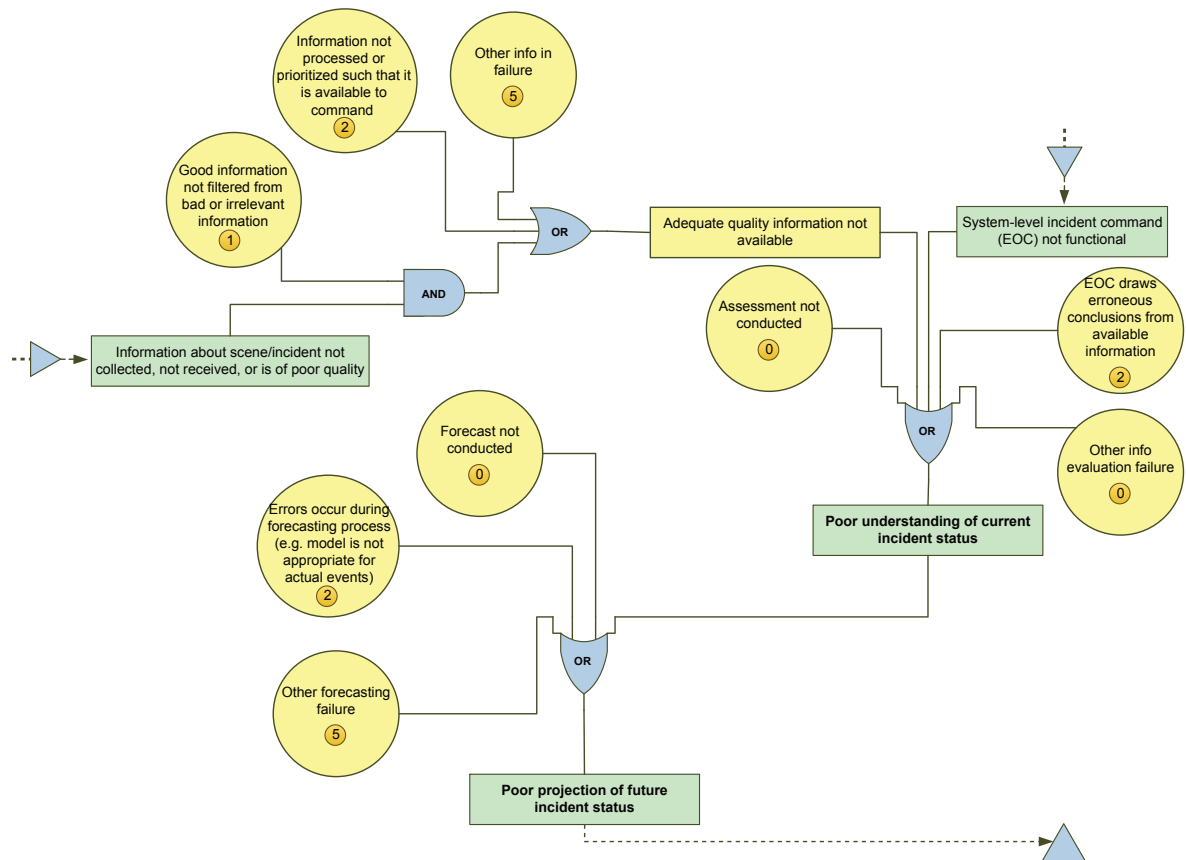 Information not
processed or
prioritized such that it
is available to
command
2
Other info in
failure
5
Good information
not filtered from
bad or irrelevant
information
1
OR
AND
Adequate quality information not
available
System-level incident command
(EOC) not functional
Information about scene/incident not
collected, not received, or is of poor quality
Assessment not
conducted
0
EOC draws
erroneous
conclusions from
available
information
2
OR
Other info
evaluation failure
0
Forecast not
conducted
0
Errors occur during
forecasting process
(e.g. model is not
appropriate for
actual events)
2
Poor understanding of current
incident status
OR
Other forecasting
failure
5
Poor projection of future
incident status